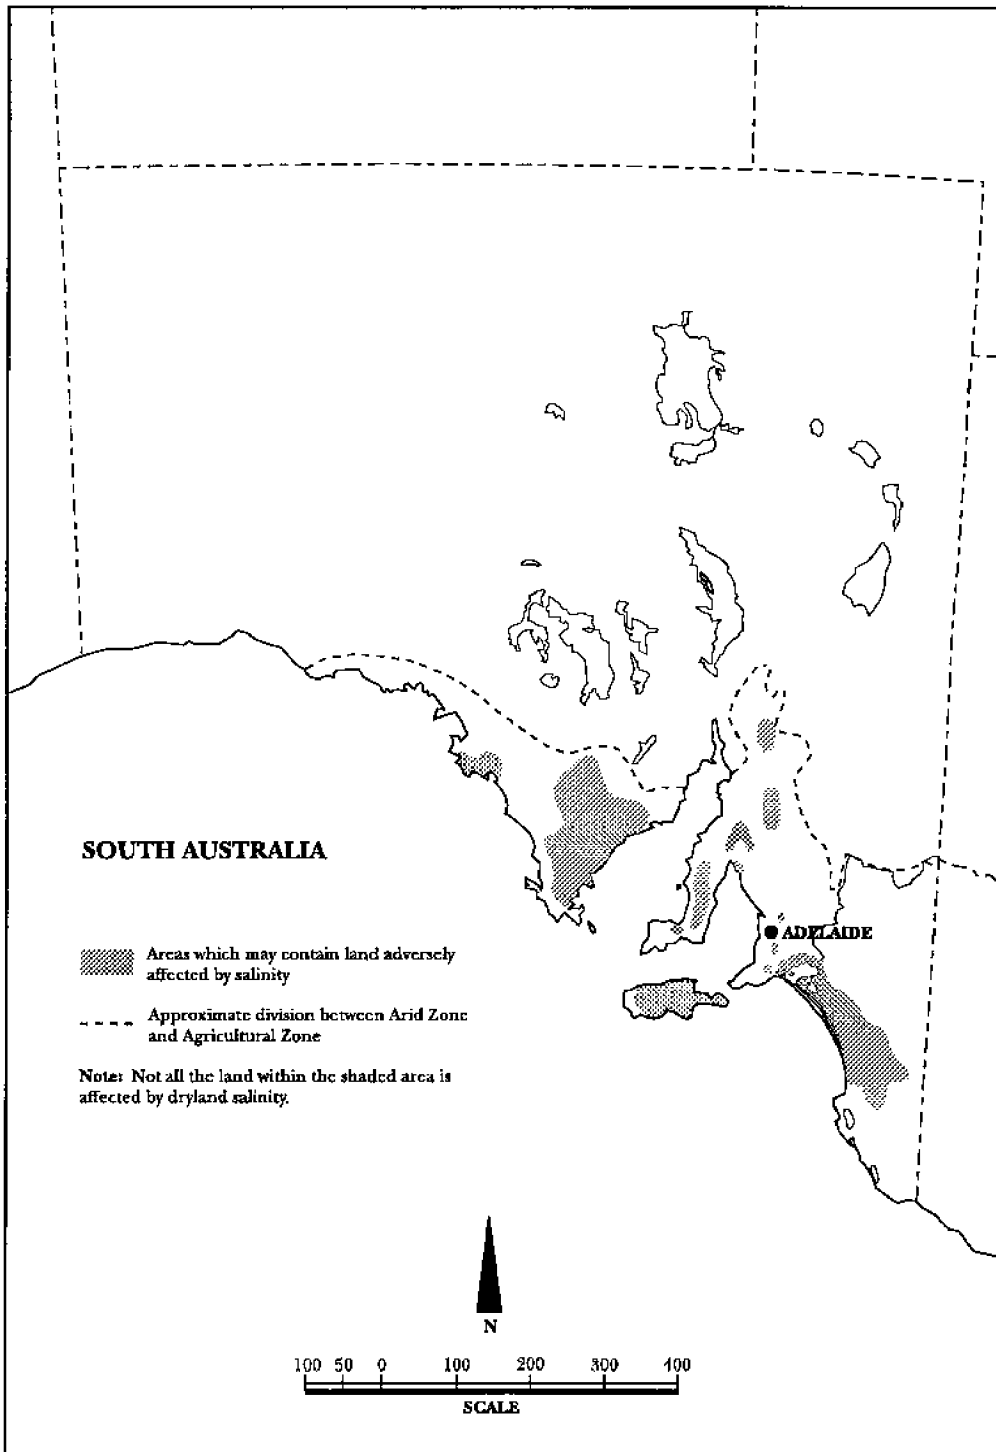 SOUTH AUSTRALIA
Areas which may contain land adversely
affected by salinity
Approximate division between Arid Zone
and Agricultural Zone
Note: Not all the land within the shaded area is
affected by dryland salinity.
ADELAIDE
N
100 50 0 100 200 300 400
SCALE